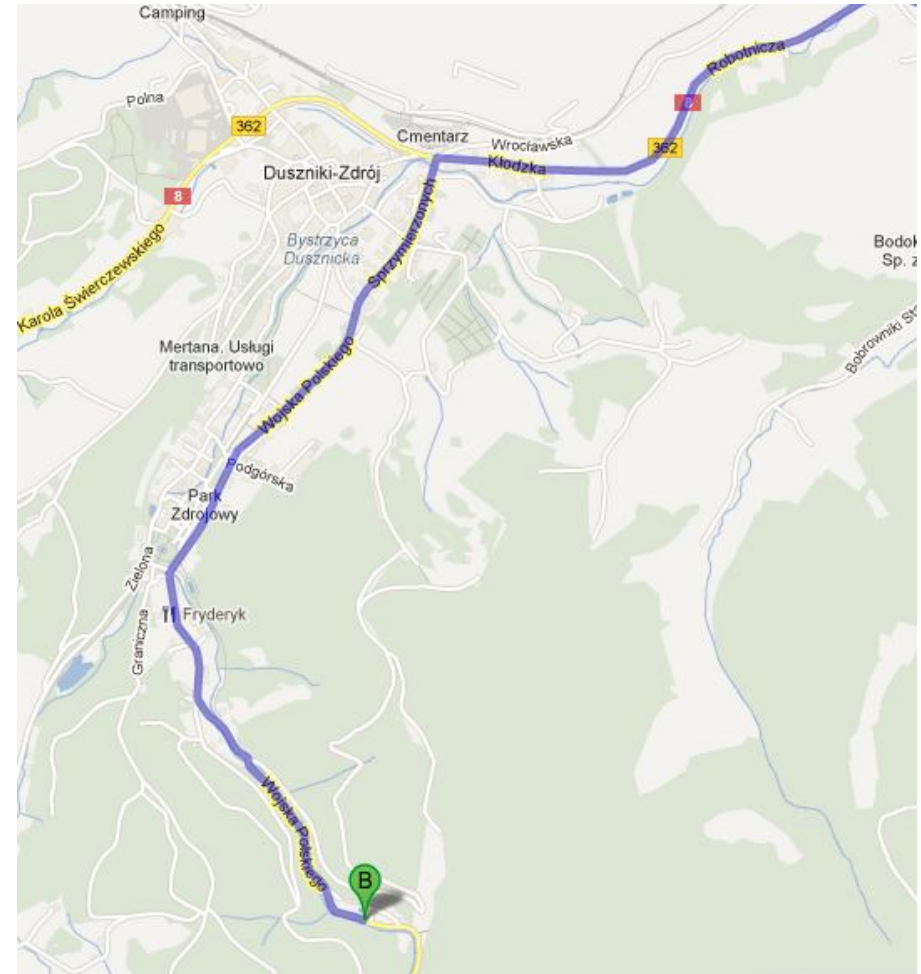 Camping
Polna
362
Robotnicza
8
Cmentarz
Wrocławska
362
Kłodzka
Duszniki-Zdrój
8
Sprzymierzonych
Karola Świerczewskiego
Bystrzyca
Dusznicka
Bodok
Sp. z
Mertana. Usługi
transportowo
Wojska Polskiego
Bobrowniki
Podgórska
Park
Zdrojowy
Zielona
Fryderyk
Graniczna
Wojska Polskiego
B